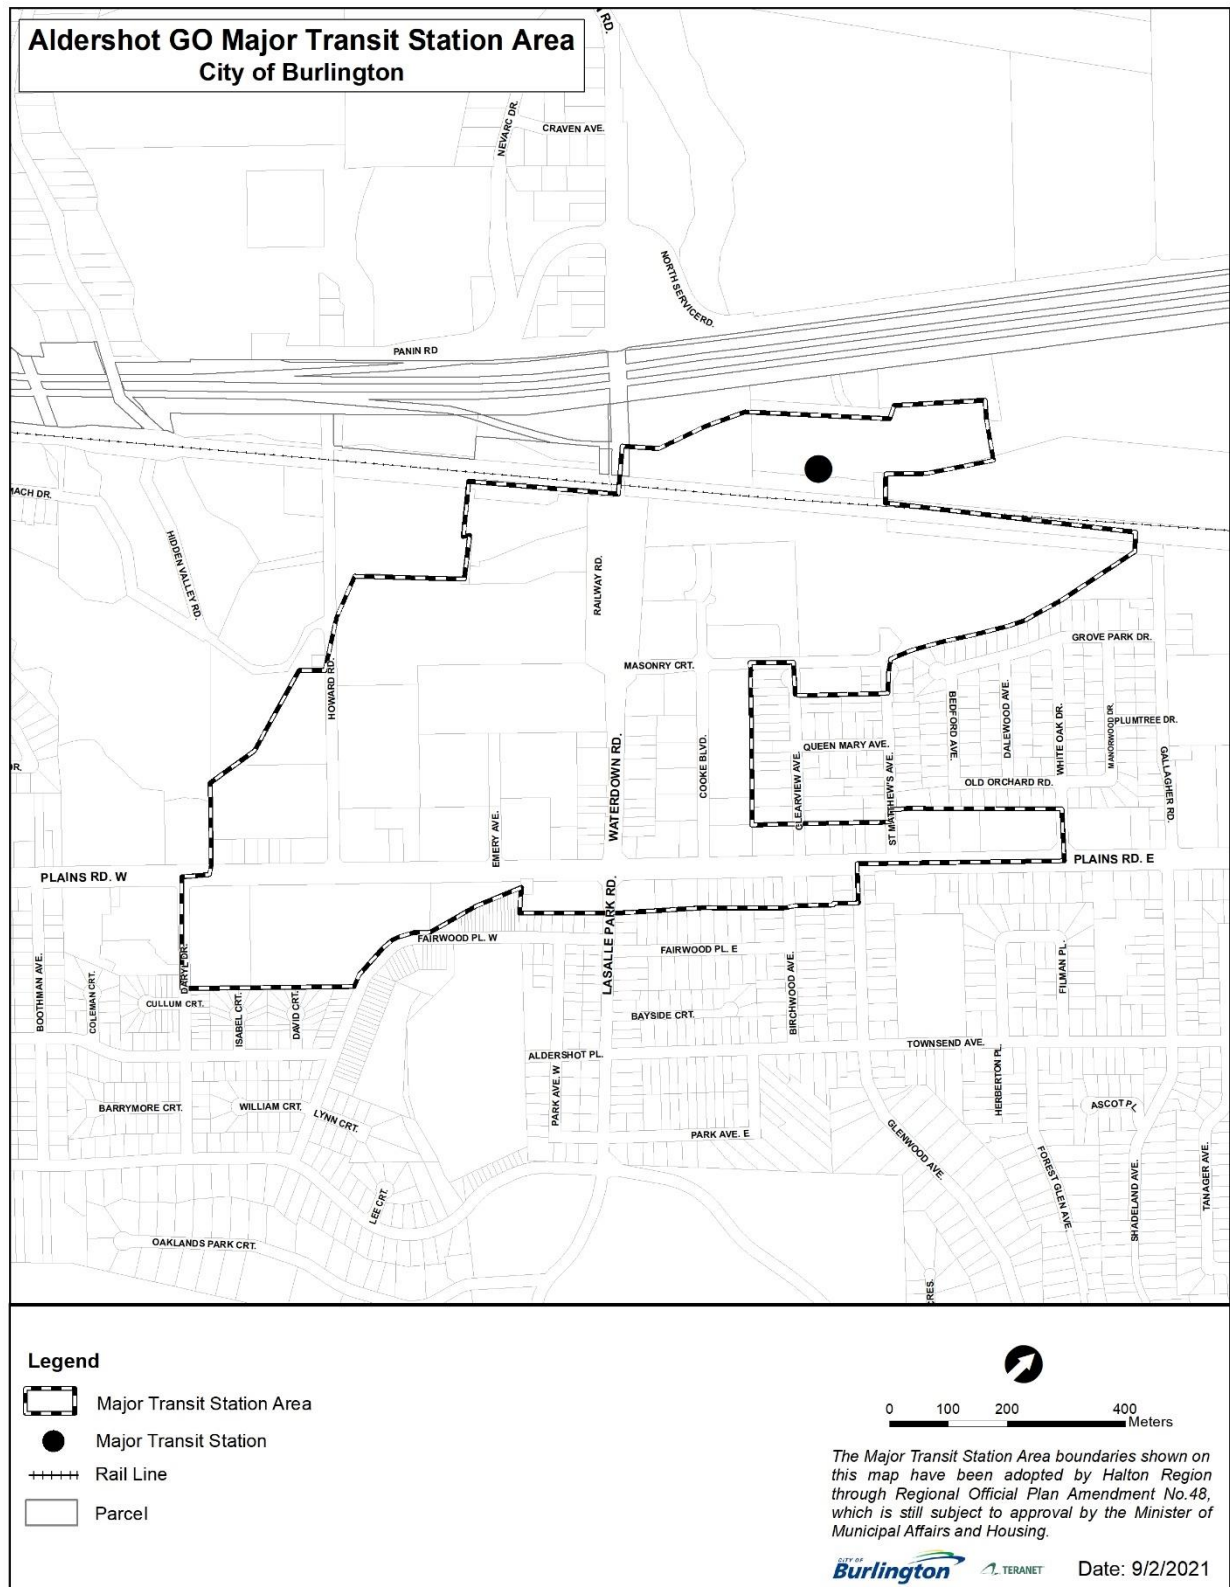 Aldershot GO Major Transit Station Area
City of Burlington
RD.
NEVARC DR.
CRAVEN AVE.
NORTH SERVICE RD.
PANIN RD
MACH DR.
HIDDEN VALLEY RD.
RAILWAY RD.
HOWARD RD.
MASONRY CRT.
GROVE PARK DR.
BEDFORD AVE.
DALEWOOD AVE.
WHITE OAK DR.
MANORWOOD DR.
PLUMTREE DR.
DR.
WATERDOWN RD.
COOKE BLVD.
QUEEN MARY AVE.
CLEARVIEW AVE.
ST MATTHEW'S AVE.
OLD ORCHARD RD.
GALLAGHER RD.
EMERY AVE.
PLAINS RD. W
PLAINS RD. E
LASALLE PARK RD.
FAIRWOOD PL. W
FAIRWOOD PL. E
BOOTHMAN AVE.
COLEMAN CRT.
DARYL DR.
CULLUM CRT.
ISABEL CRT.
DAVID CRT.
BIRCHWOOD AVE.
FILMAN PL.
BAYSIDE CRT.
ALDERSHOT PL.
TOWNSEND AVE.
PARK AVE. W
HERBERTON PL.
BARRYMORE CRT.
WILLIAM CRT.
LYNN CRT.
ASCOT PL
PARK AVE. E
GLENWOOD AVE.
FOREST GLEN AVE.
SHADELAND AVE.
TANAGER AVE.
LEE CRT.
OAKLANDS PARK CRT.
CRES.
Legend
Major Transit Station Area
Major Transit Station
Rail Line
Parcel
0 100 200 400
Meters
The Major Transit Station Area boundaries shown on
this map have been adopted by Halton Region
through Regional Official Plan Amendment No.48,
which is still subject to approval by the Minister of
Municipal Affairs and Housing.
CITY OF
Burlington
TERANET
Date: 9/2/2021